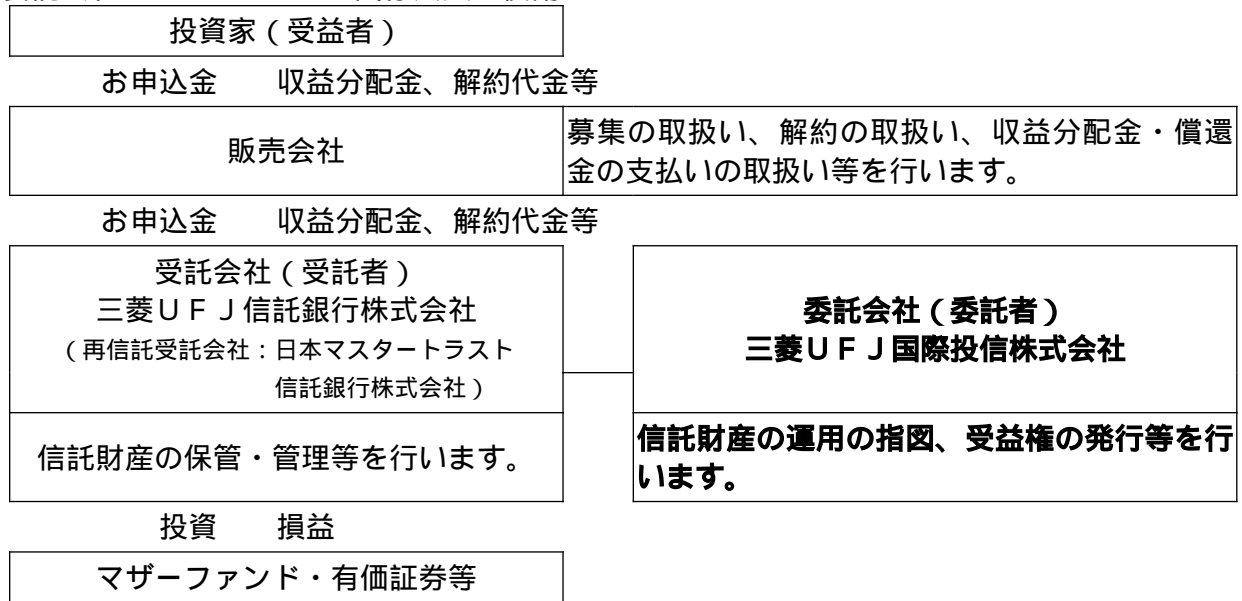 投資家（受益者）
お申込金　　収益分配金、解約代金等
販売会社
募集の取扱い、解約の取扱い、収益分配金・償還
金の支払いの取扱い等を行います。
お申込金　　収益分配金、解約代金等
受託会社（受託者）
三菱ＵＦＪ信託銀行株式会社
（再信託受託会社：日本マスタートラスト
信託銀行株式会社）
委託会社（委託者）
三菱ＵＦＪ国際投信株式会社
信託財産の保管・管理等を行います。
信託財産の運用の指図、受益権の発行等を行
います。
投資　　損益
マザーファンド・有価証券等